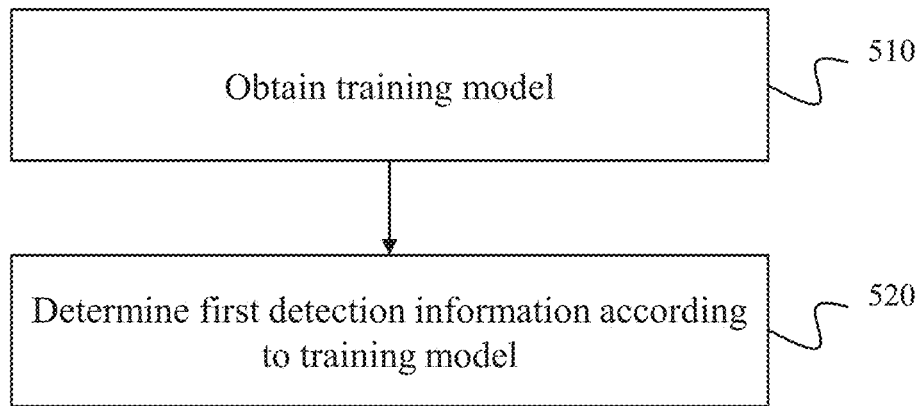 Obtain training model
510
Determine first detection information according
to training model
520